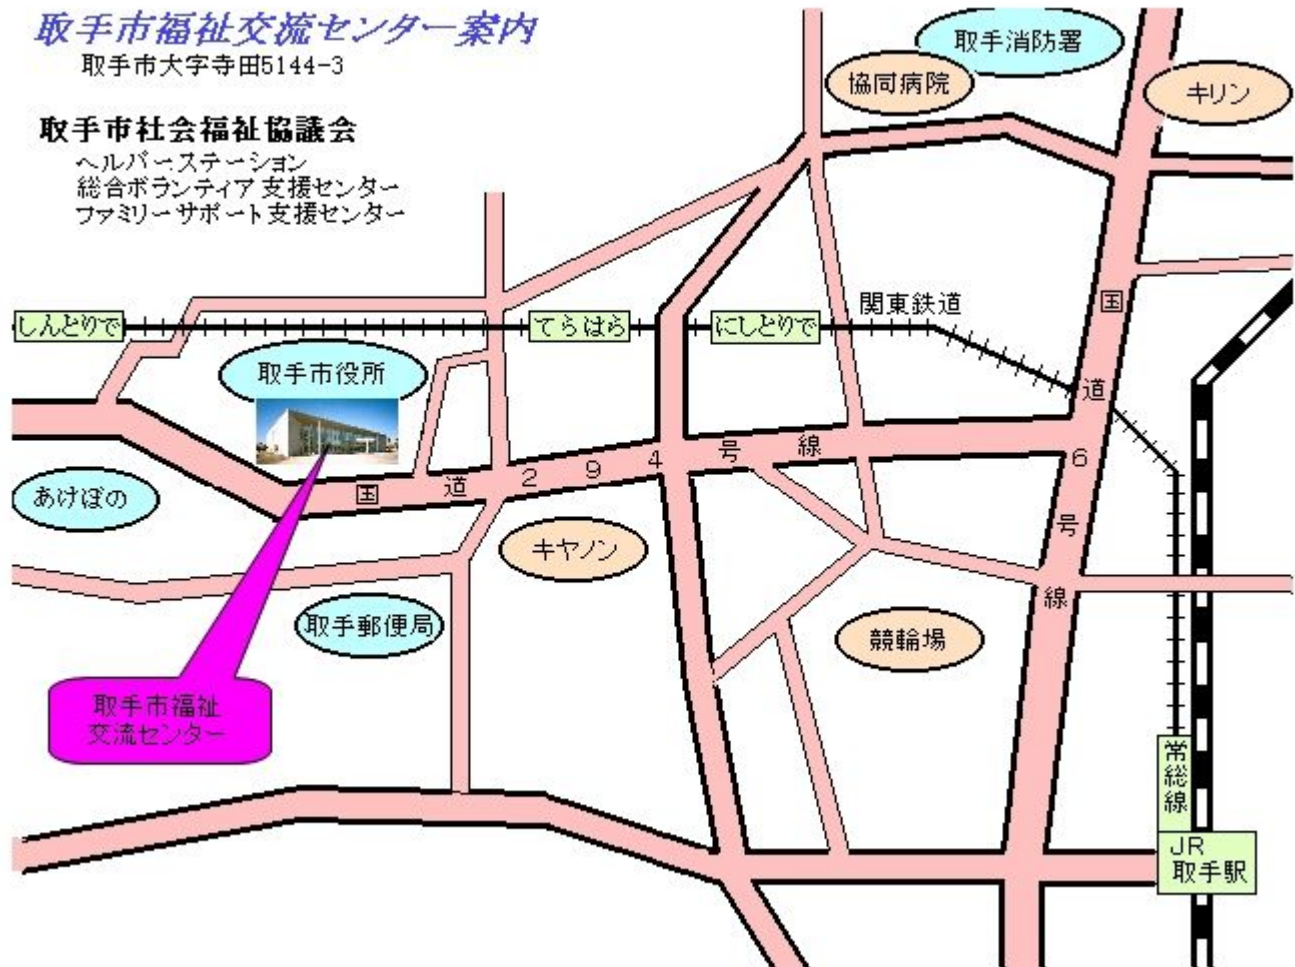 取手市福祉交流センター案内
取手市大字寺田5144-3
取手市社会福祉協議会
ヘルパーステーション
総合ボランティア支援センター
ファミリーサポート支援センター
取手消防署
協同病院
キリン
関東鉄道
しんとりで
てらはら
にしとりで
取手市役所
あけぼの
国道294号線
国道6号線
キヤノン
取手郵便局
競輪場
取手市福祉
交流センター
常総線
JR
取手駅